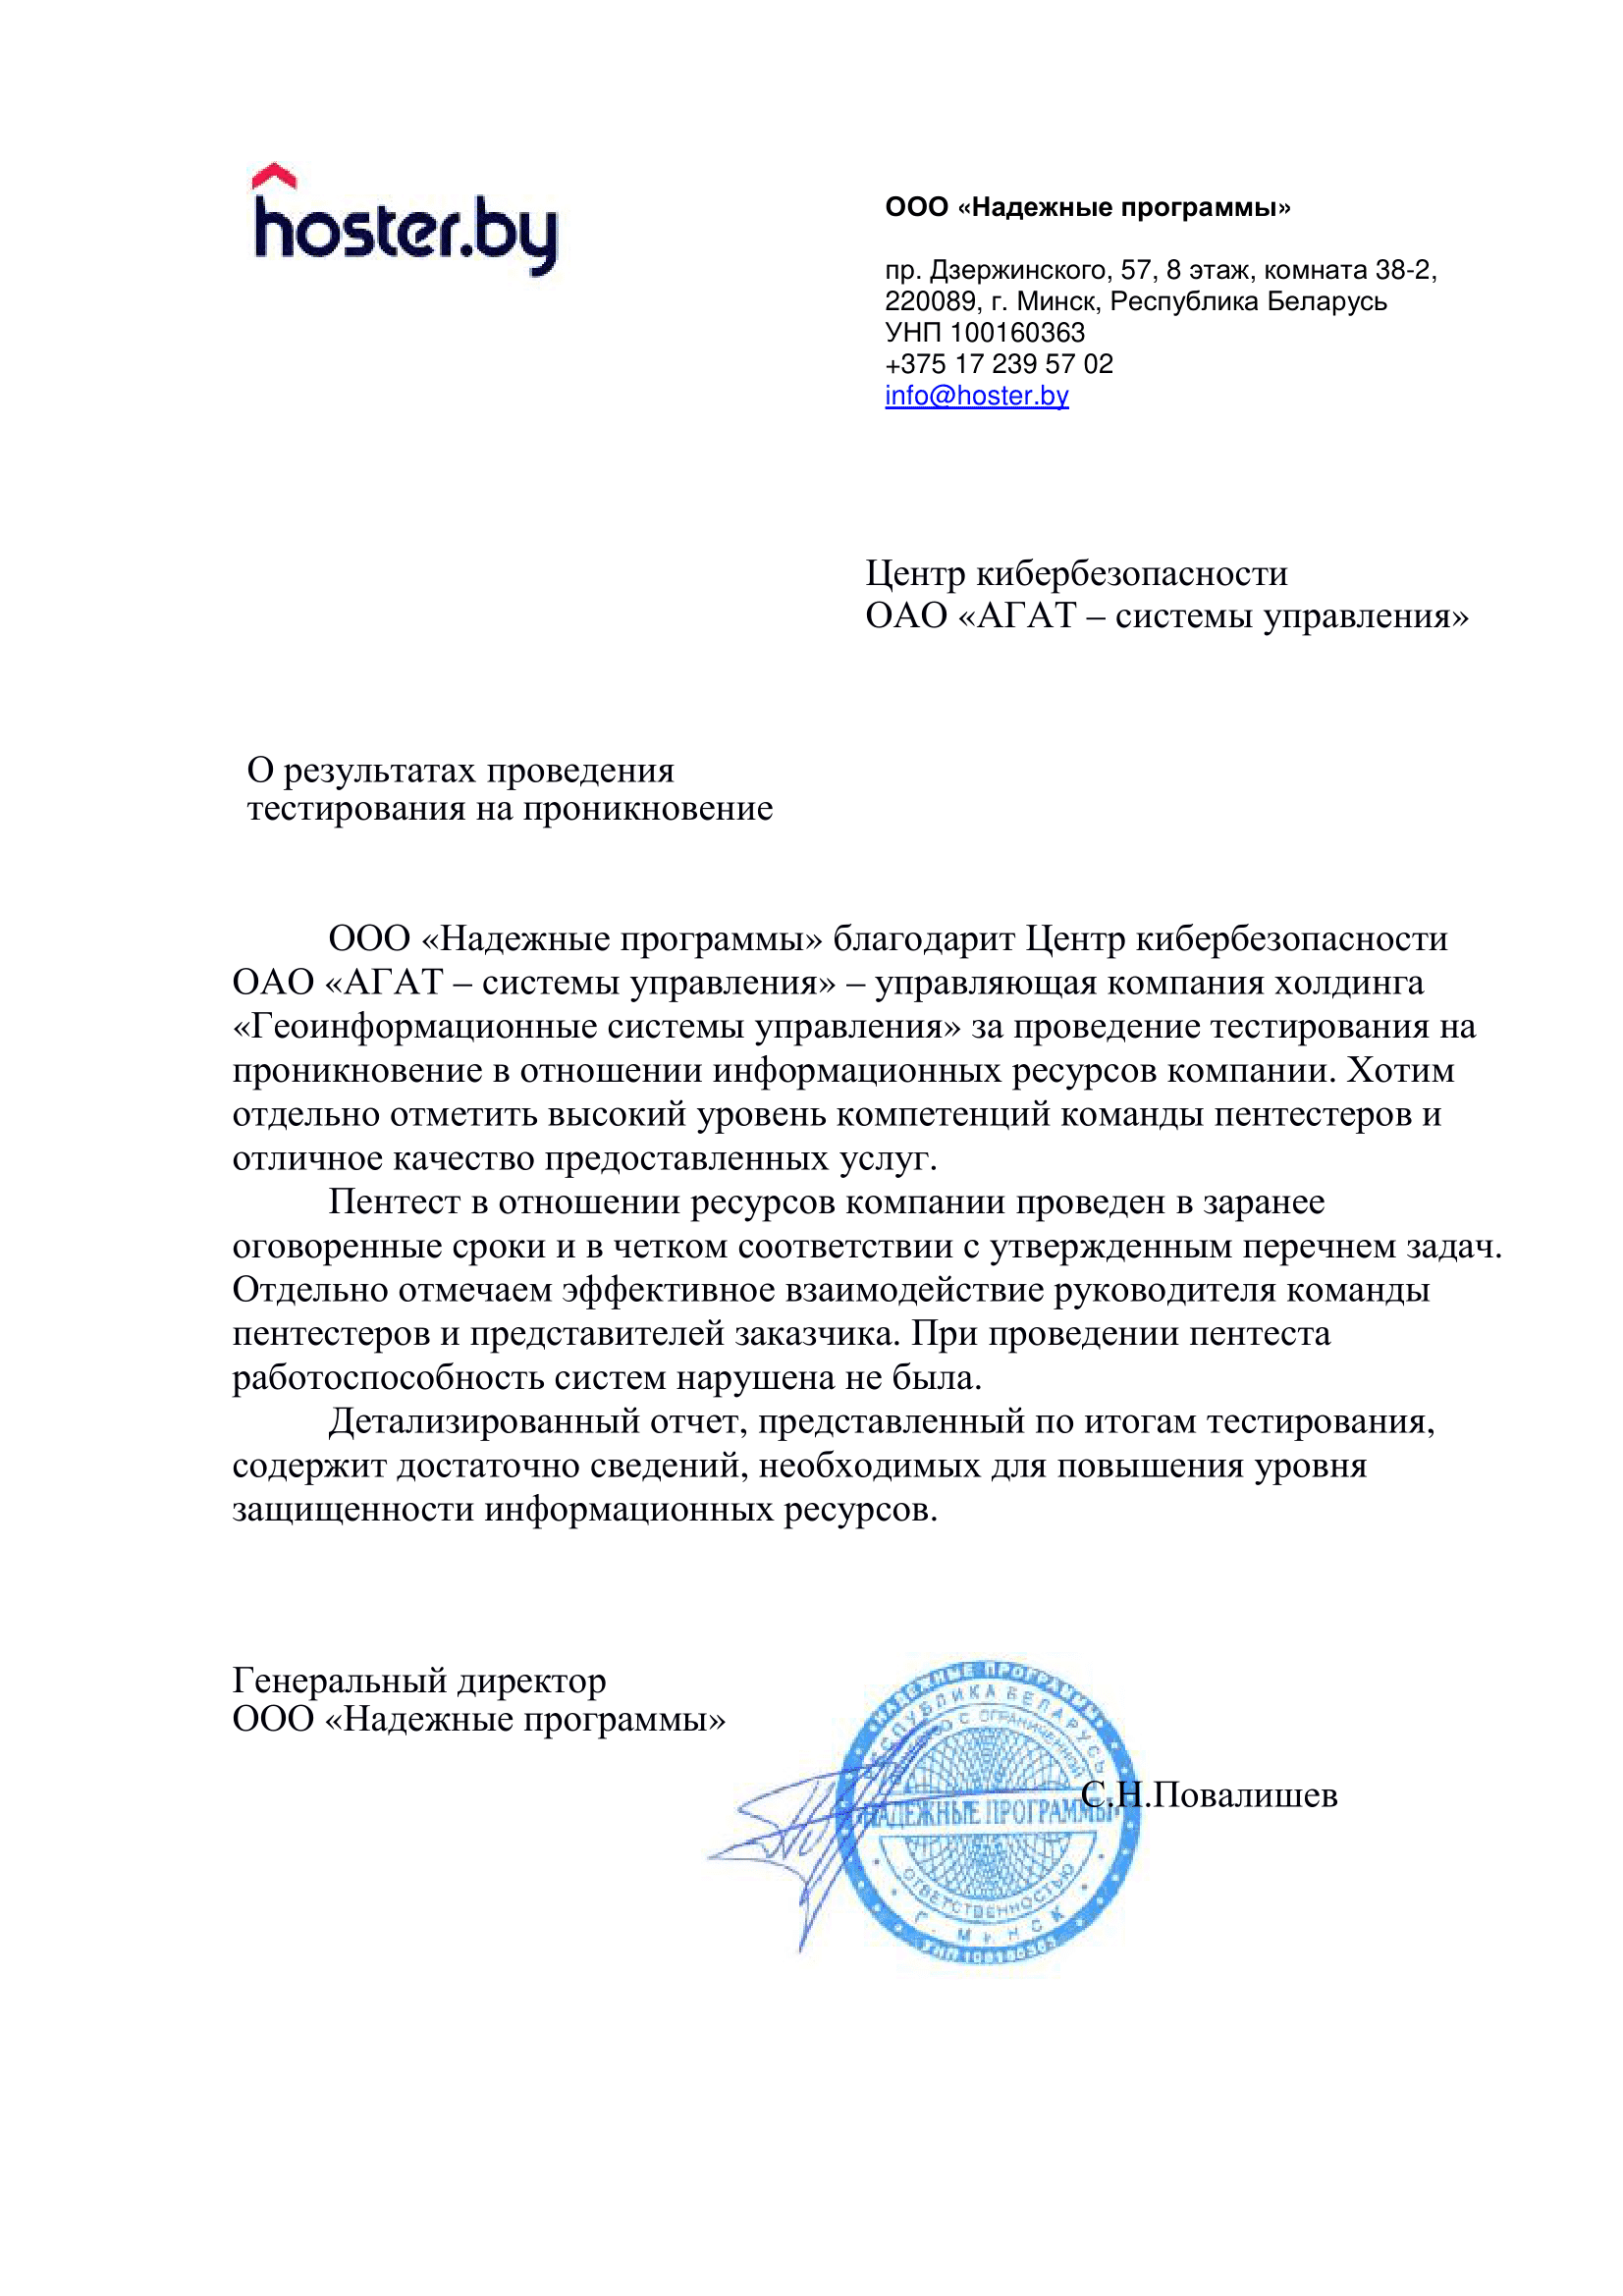 hoster.by
ООО «Надежные программы»
пр. Дзержинского, 57, 8 этаж, комната 38-2,
220089, г. Минск, Республика Беларусь
УНП 100160363
+375 17 239 57 02
info@hoster.by
Центр кибербезопасности
ОАО «АГАТ – системы управления»
О результатах проведения
тестирования на проникновение
ООО «Надежные программы» благодарит Центр кибербезопасности
ОАО «АГАТ – системы управления» – управляющая компания холдинга
«Геоинформационные системы управления» за проведение тестирования на
проникновение в отношении информационных ресурсов компании. Хотим
отдельно отметить высокий уровень компетенций команды пентестеров и
отличное качество предоставленных услуг.
Пентест в отношении ресурсов компании проведен в заранее
оговоренные сроки и в четком соответствии с утвержденным перечнем задач.
Отдельно отмечаем эффективное взаимодействие руководителя команды
пентестеров и представителей заказчика. При проведении пентеста
работоспособность систем нарушена не была.
Детализированный отчет, представленный по итогам тестирования,
содержит достаточно сведений, необходимых для повышения уровня
защищенности информационных ресурсов.
Генеральный директор
ООО «Надежные программы»
С.Н.Повалишев
НАДЕЖНЫЕ ПРОГРАММЫ
РЕСПУБЛИКА БЕЛАРУСЬ
С ОГРАНИЧЕННОЙ
НАДЕЖНЫЕ ПРОГРАММЫ
ОТВЕТСТВЕННОСТЬЮ
Г. МИНСК
УНП 100160363